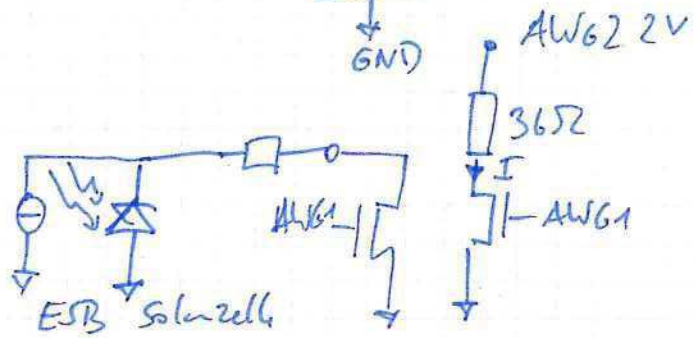 GND
AWG2 2V
36Ω
I
AWG1
AWG1
ESB Solarzelle